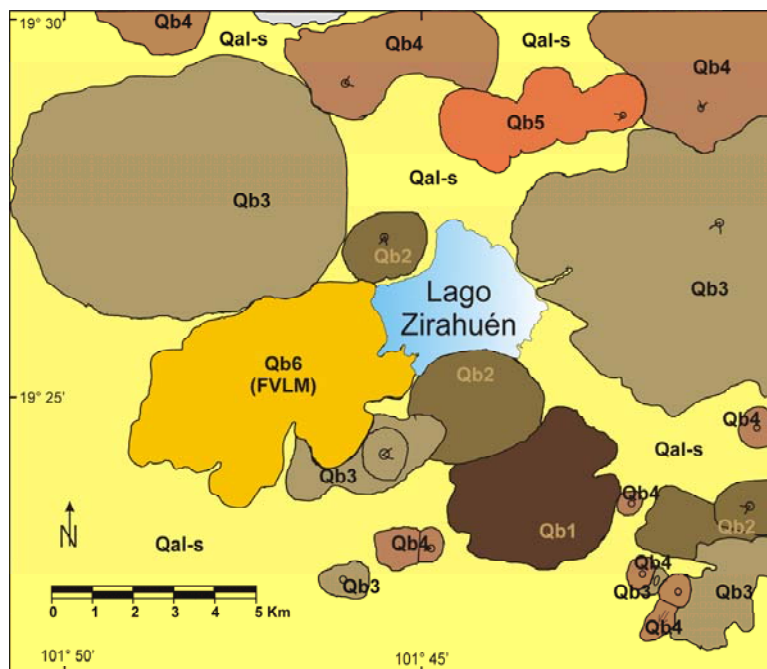 19° 30
Qb4
Qal-s
Qb4
Qal-s
Qb4
Qb5
Qal-s
Qb3
Qb2
Qb3
Lago
Zirahuén
Qb6
(FVLM)
Qb2
19° 25'
Qb4
Qal-s
Qb3
Qb4
N
Qal-s
Qb4
Qb1
Qb2
Qb4
Qb3
Qb3
Qb3
Qb4
0 1 2 3 4 5 Km
101° 50
101° 45